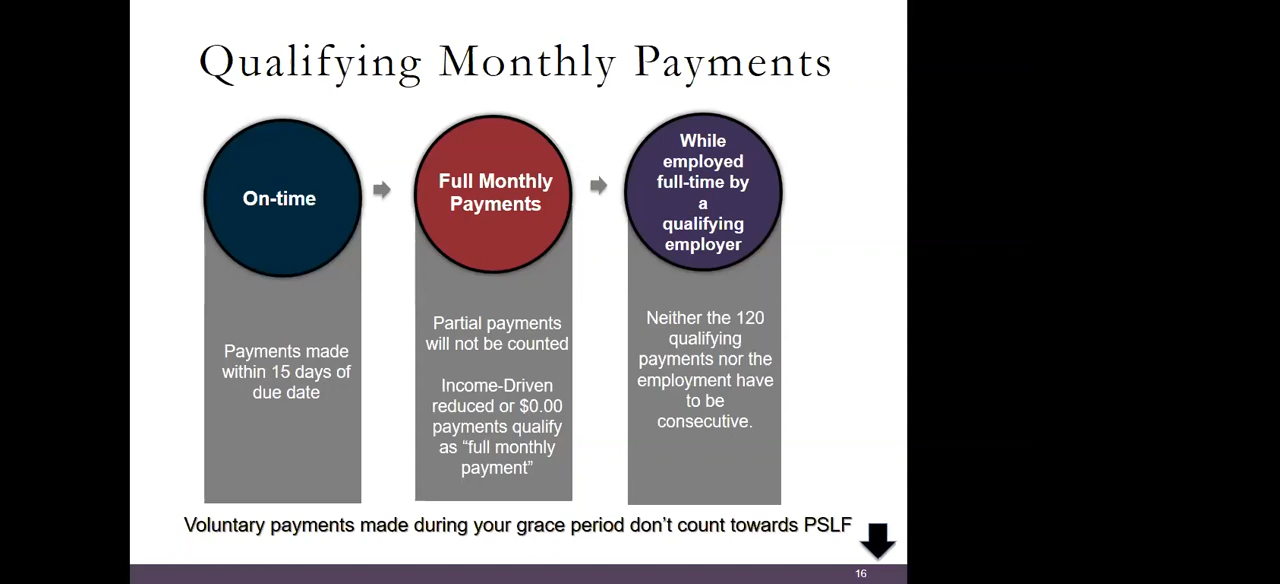 Qualifying Monthly Payments
On-time
Full Monthly
Payments
While
employed
full-time by
a
qualifying
employer
Payments made
within 15 days of
due date
Partial payments
will not be counted
Income-Driven
reduced or $0.00
payments qualify
as “full monthly
payment”
Neither the 120
qualifying
payments nor the
employment have
to be
consecutive.
Voluntary payments made during your grace period don’t count towards PSLF
16